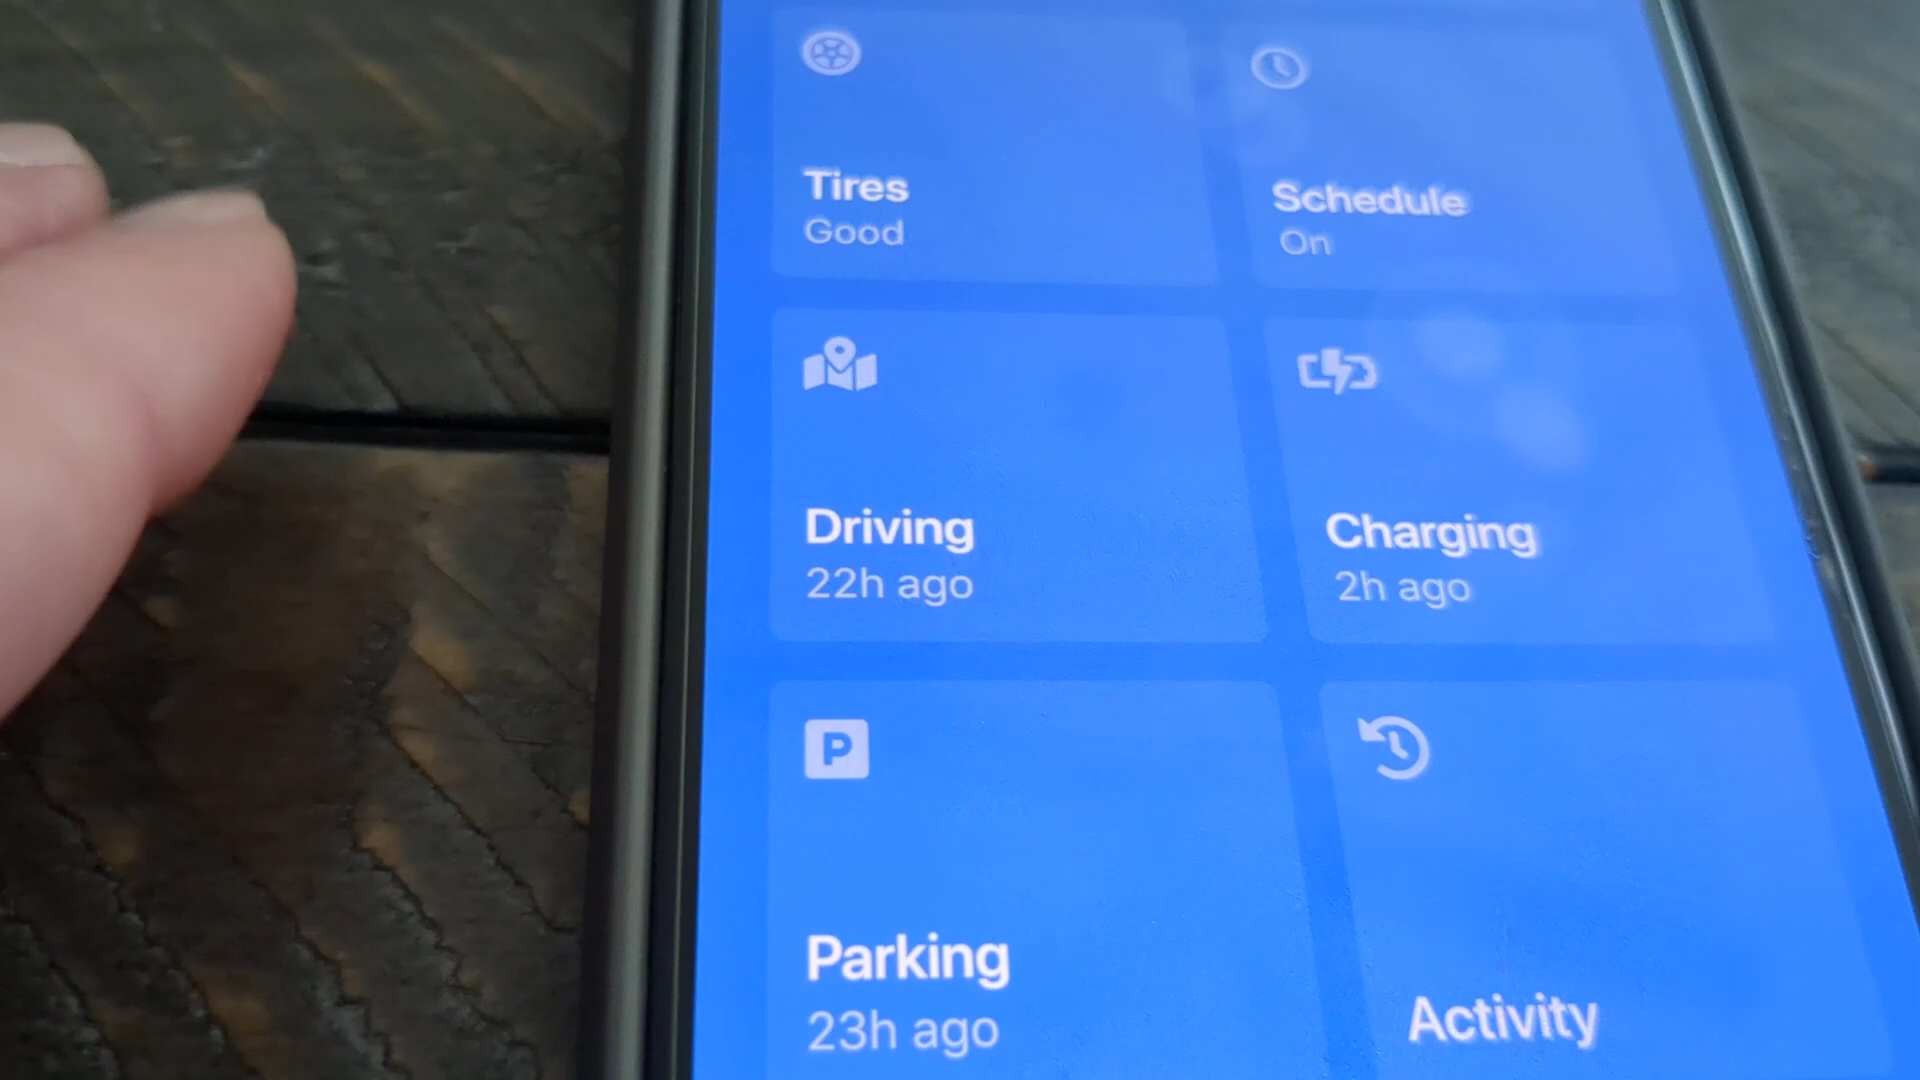 Tires
Good
Schedule
On
Driving
22h ago
Charging
2h ago
P
Parking
23h ago
Activity